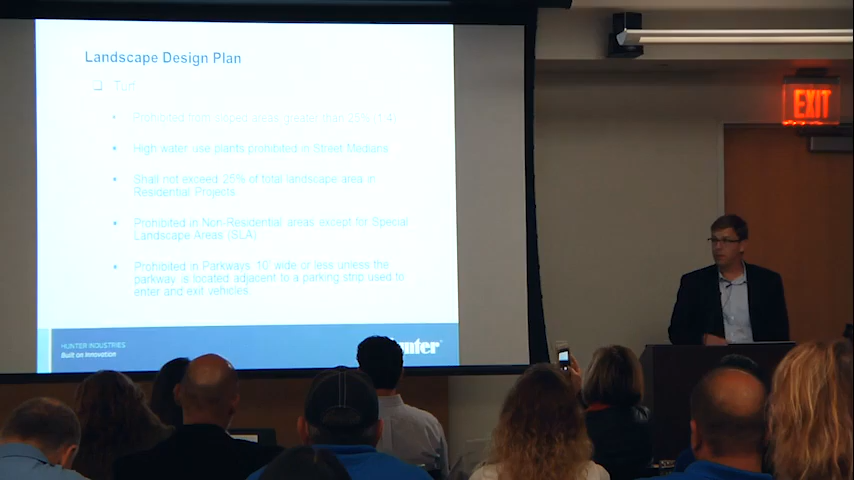 Landscape Design Plan
Turf
Prohibited from sloped areas greater than 25% (1:4)
High water use plants prohibited in Street Medians
Shall not exceed 25% of total landscape area in
Residential Projects
Prohibited in Non-Residential areas except for Special
Landscape Areas (SLA)
Prohibited in Parkways 10' wide or less unless the
parkway is located adjacent to a parking strip used to
enter and exit vehicles
HUNTER INDUSTRIES
Built on Innovation
unter
EXIT